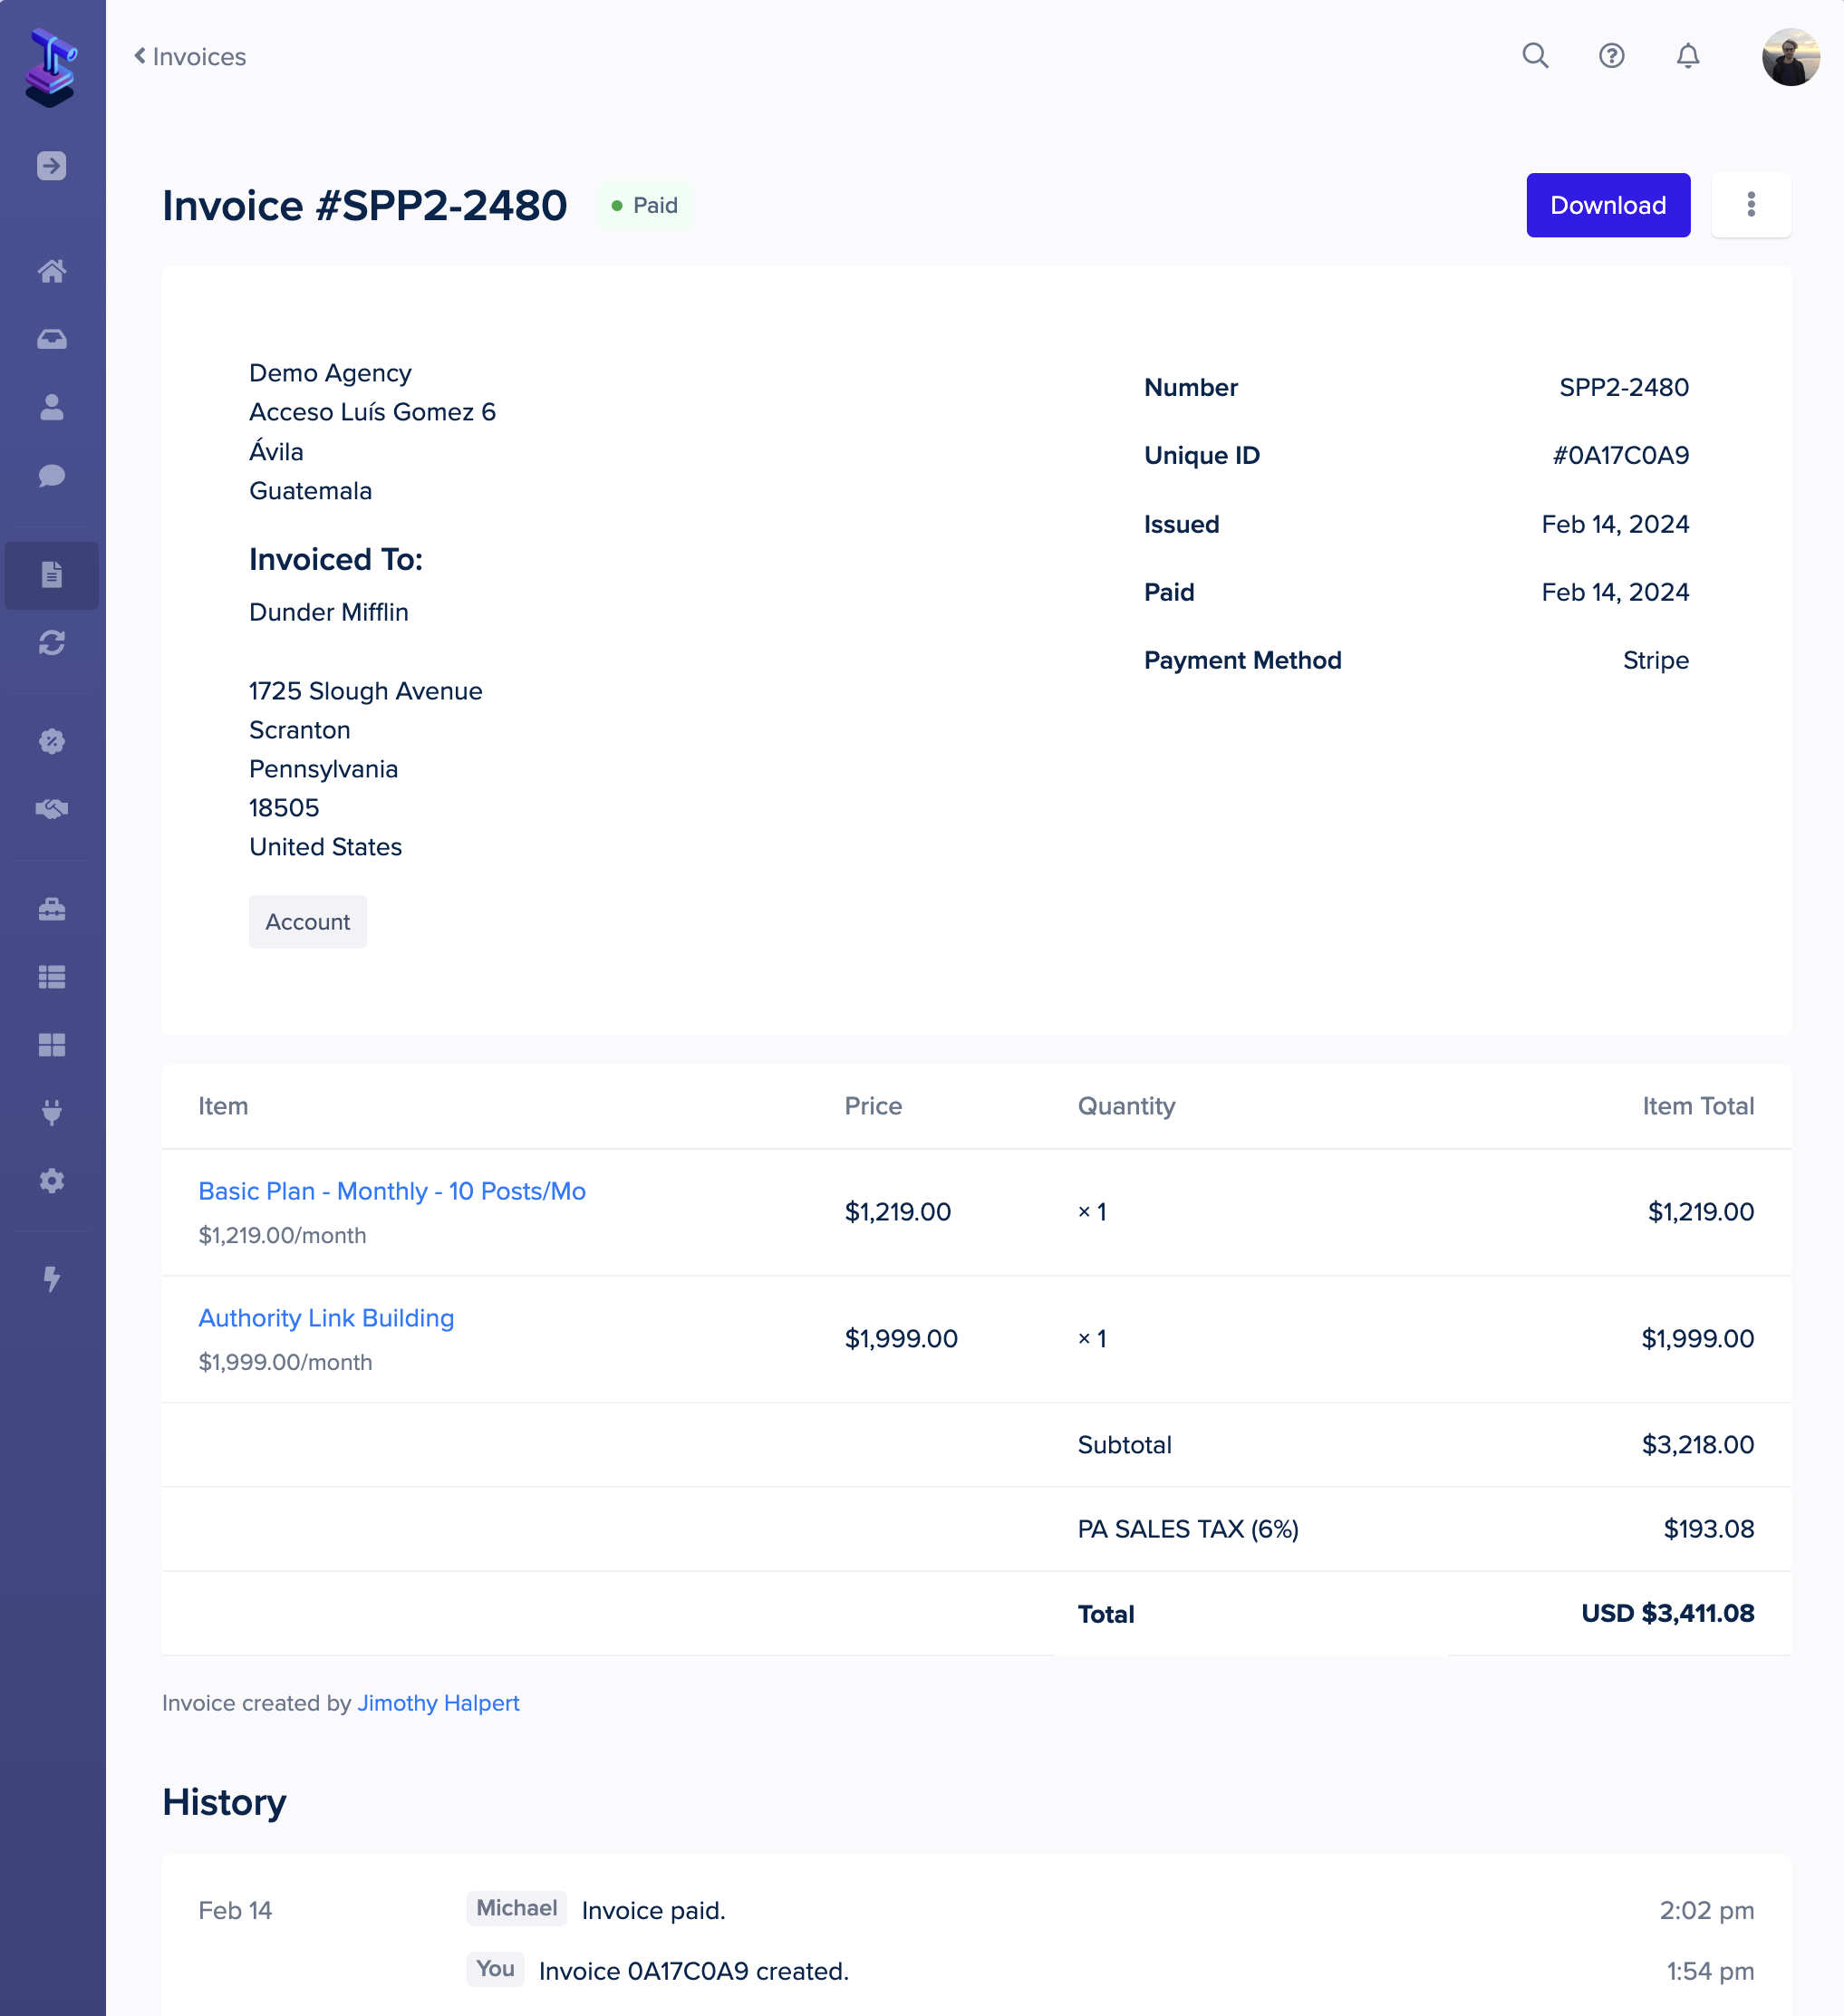 Invoices
Invoice #SPP2-2480
Paid
Download
Demo Agency
Acceso Luís Gomez 6
Ávila
Guatemala
Invoiced To:
Dunder Mifflin
1725 Slough Avenue
Scranton
Pennsylvania
18505
United States
Account
Number SPP2-2480
Unique ID #0A17C0A9
Issued Feb 14, 2024
Paid Feb 14, 2024
Payment Method Stripe
Item Price Quantity Item Total
Basic Plan - Monthly - 10 Posts/Mo
$1,219.00/month
$1,219.00 × 1 $1,219.00
Authority Link Building
$1,999.00/month
$1,999.00 × 1 $1,999.00
Subtotal $3,218.00
PA SALES TAX (6%) $193.08
Total USD $3,411.08
Invoice created by Jimothy Halpert
History
Feb 14 Michael Invoice paid. 2:02 pm
You Invoice 0A17C0A9 created. 1:54 pm